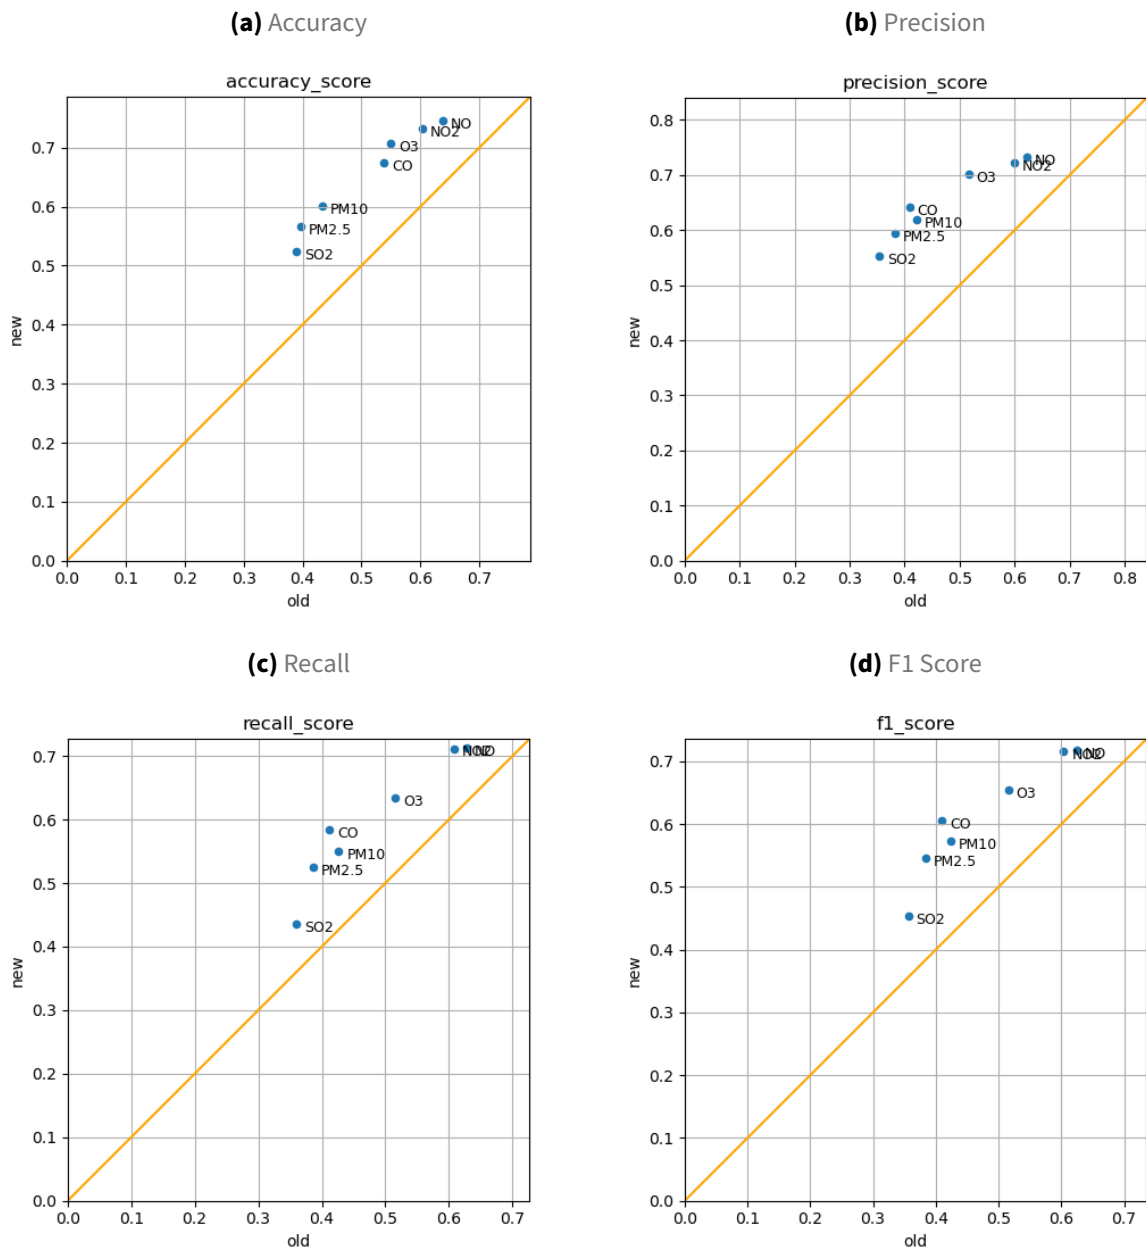 (a) Accuracy
accuracy_score
new
0.7
0.6
0.5
0.4
0.3
0.2
0.1
0.0
NO
NO2
O3
CO
PM10
PM2.5
SO2
0.0 0.1 0.2 0.3 0.4 0.5 0.6 0.7
old
(b) Precision
precision_score
new
0.8
0.7
0.6
0.5
0.4
0.3
0.2
0.1
0.0
NO
NO2
O3
CO
PM10
PM2.5
SO2
0.0 0.1 0.2 0.3 0.4 0.5 0.6 0.7 0.8
old
(c) Recall
recall_score
new
0.7
0.6
0.5
0.4
0.3
0.2
0.1
0.0
NO2
NO
O3
CO
PM10
PM2.5
SO2
0.0 0.1 0.2 0.3 0.4 0.5 0.6 0.7
old
(d) F1 Score
f1_score
new
0.7
0.6
0.5
0.4
0.3
0.2
0.1
0.0
NO2
NO
O3
CO
PM10
PM2.5
SO2
0.0 0.1 0.2 0.3 0.4 0.5 0.6 0.7
old